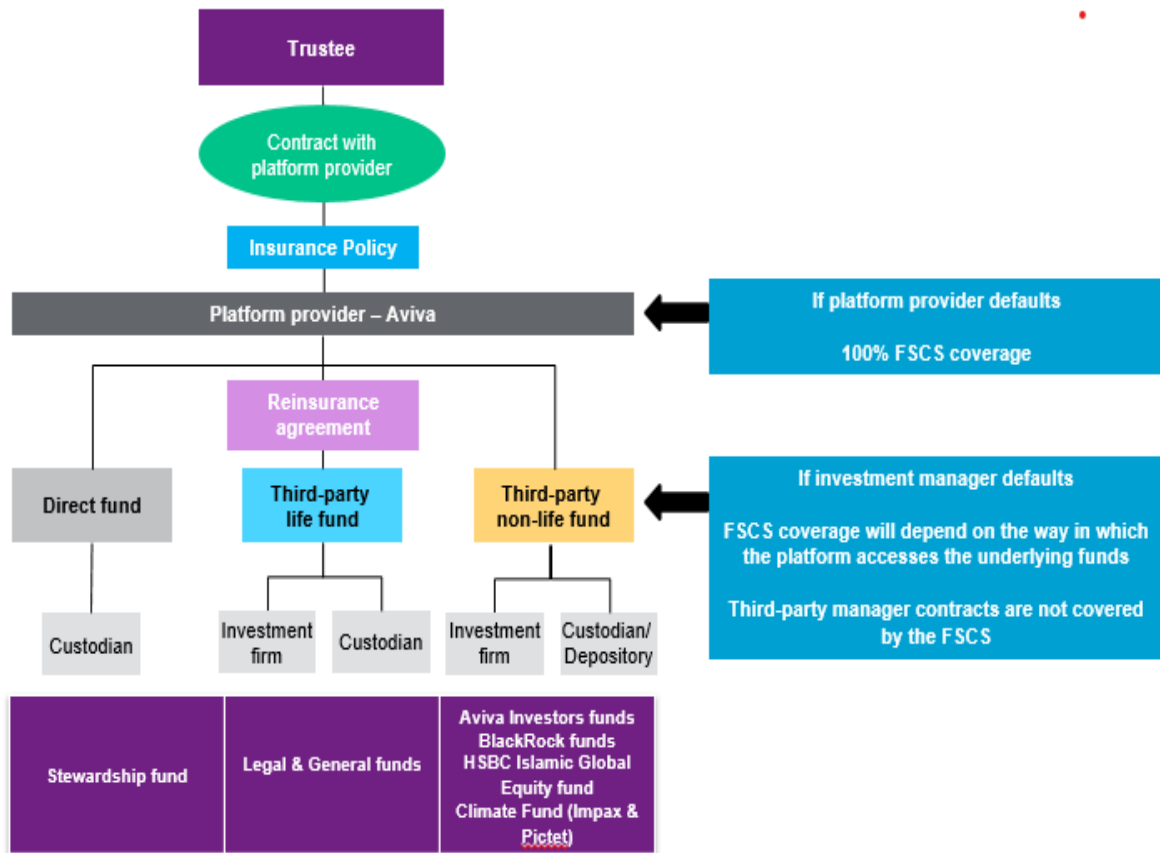 Trustee
Contract with
platform provider
Insurance Policy
Platform provider – Aviva
If platform provider defaults
100% FSCS coverage
Reinsurance
agreement
Direct fund
Third-party
life fund
Third-party
non-life fund
If investment manager defaults
FSCS coverage will depend on the way in which
the platform accesses the underlying funds
Third-party manager contracts are not covered
by the FSCS
Custodian
Investment
firm
Custodian
Investment
firm
Custodian/
Depository
Stewardship fund
Legal & General funds
Aviva Investors funds
BlackRock funds
HSBC Islamic Global
Equity fund
Climate Fund (Impax &
Pictet)